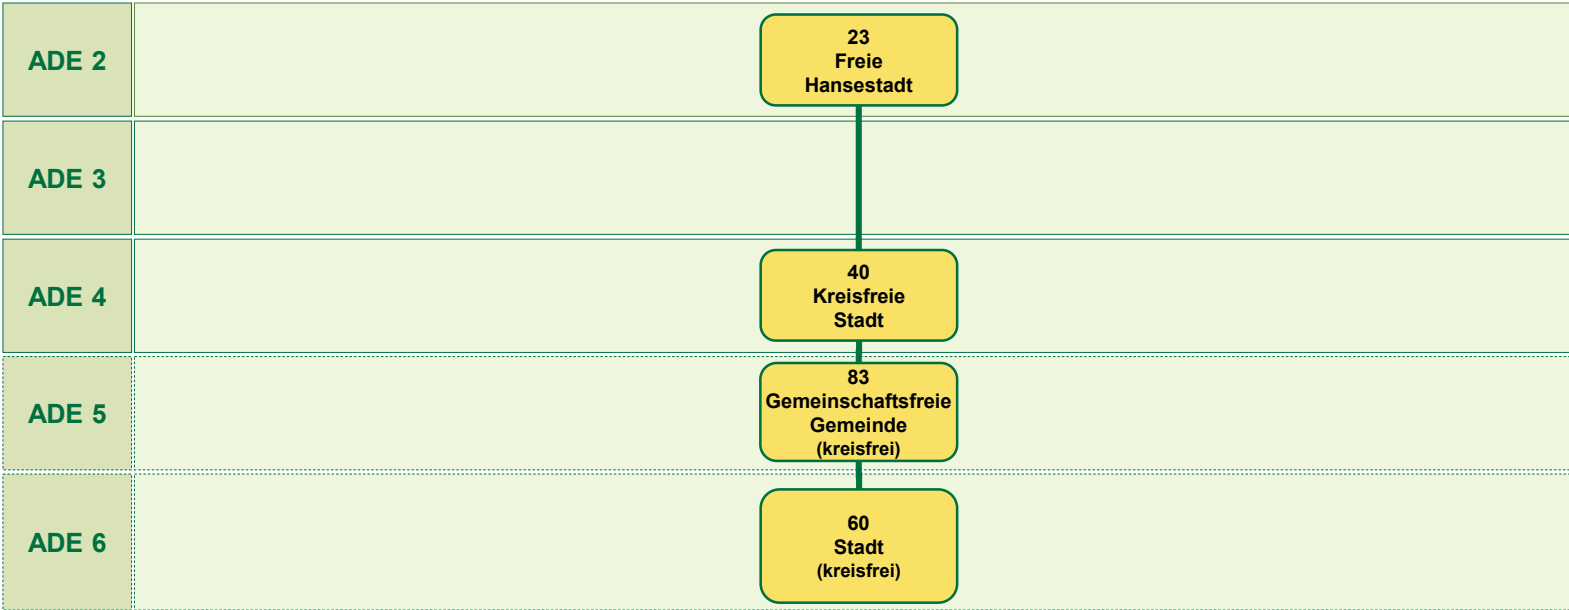 ADE 2
23
Freie
Hansestadt
ADE 3
ADE 4
40
Kreisfreie
Stadt
ADE 5
83
Gemeinschaftsfreie
Gemeinde
(kreisfrei)
ADE 6
60
Stadt
(kreisfrei)